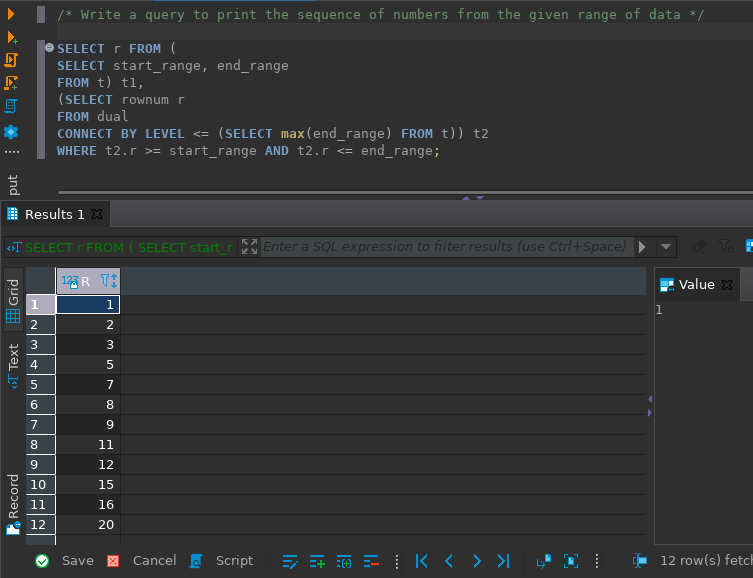 /* Write a query to print the sequence of numbers from the given range of data */
SELECT r FROM (
SELECT start_range, end_range
FROM t) t1,
(SELECT rownum r
FROM dual
CONNECT BY LEVEL <= (SELECT max(end_range) FROM t)) t2
WHERE t2.r >= start_range AND t2.r <= end_range;
put
Results 1
SELECT r FROM ( SELECT start_r
Enter a SQL expression to filter results (use Ctrl+Space)
Grid
Text
Record
123 R
1 1
2 2
3 3
4 5
5 7
6 8
7 9
8 11
9 12
10 15
11 16
12 20
Value
1
Save Cancel Script
12 row(s) fetc